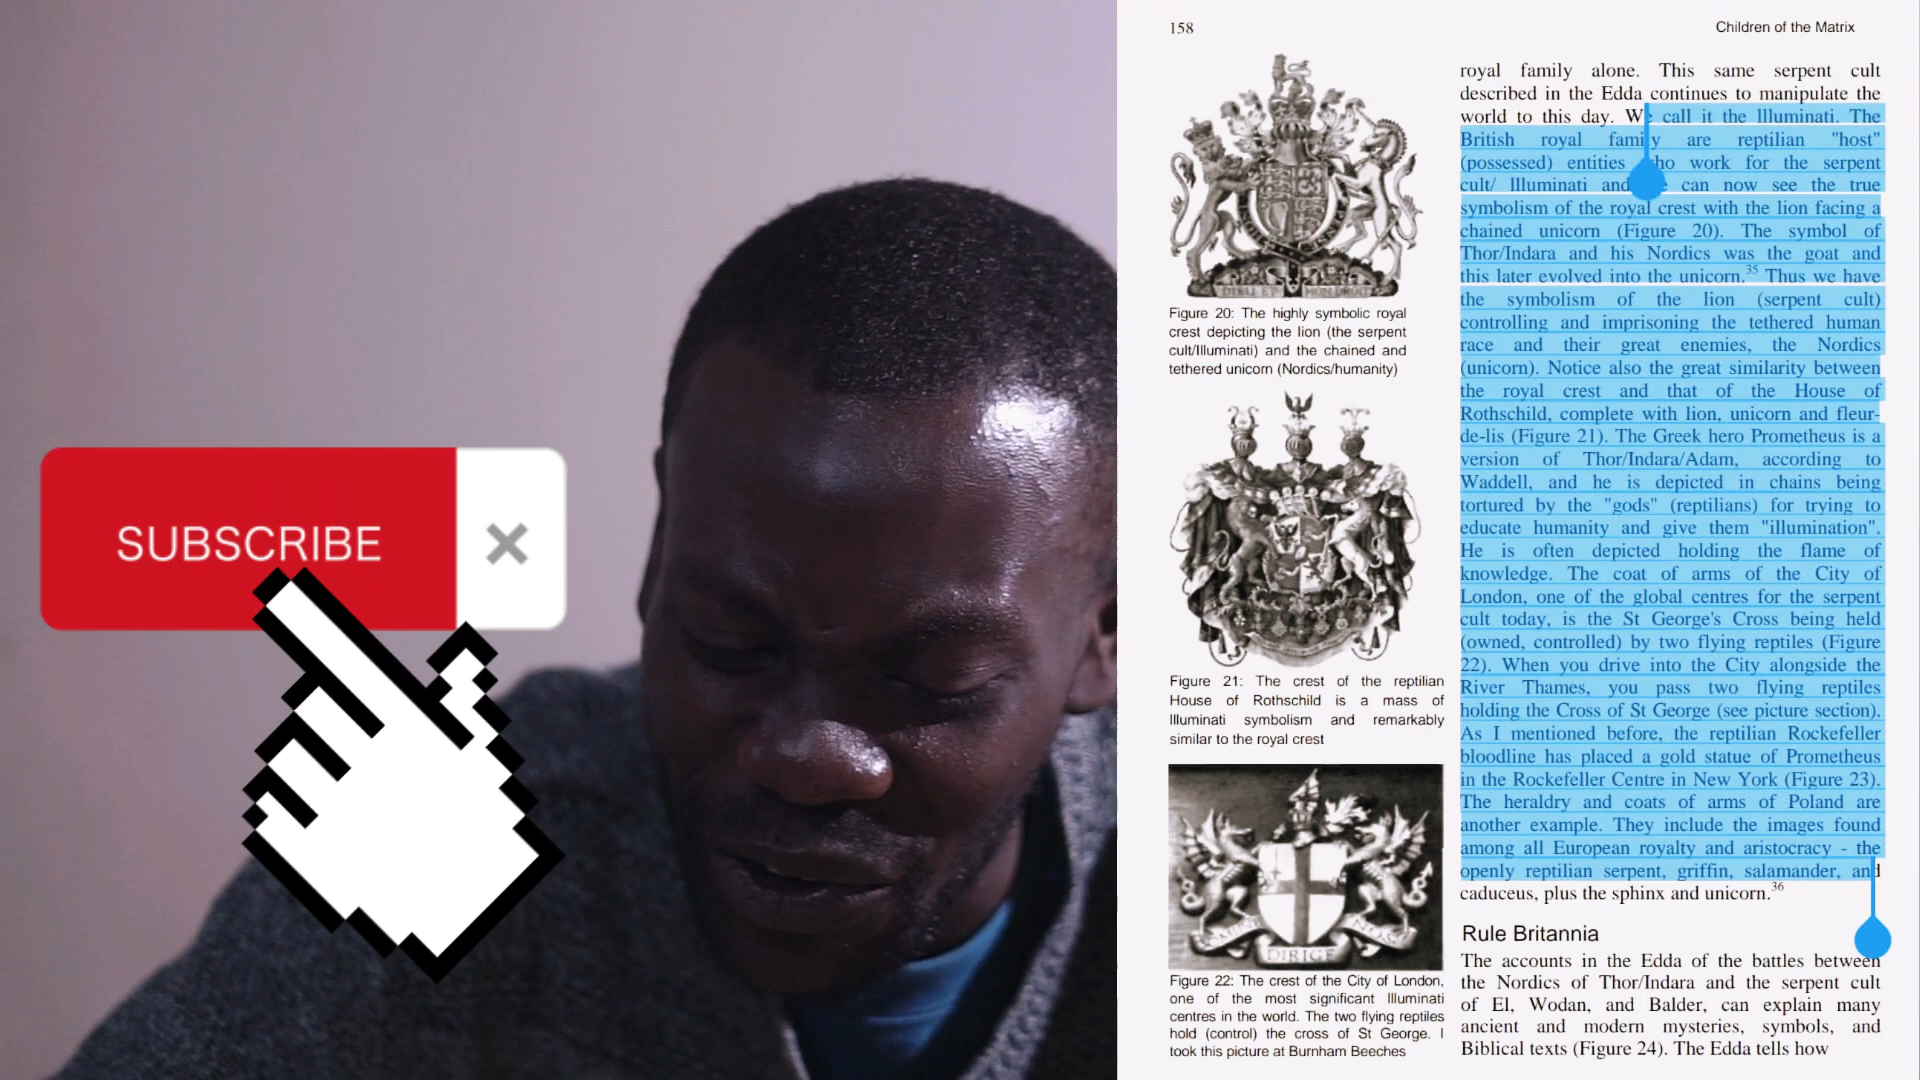 SUBSCRIBE
158
Children of the Matrix
DIEU ET MON DROIT
Figure 20: The highly symbolic royal
crest depicting the lion (the serpent
cult/Illuminati) and the chained and
tethered unicorn (Nordics/humanity)
Figure 21: The crest of the reptilian
House of Rothschild is a mass of
Illuminati symbolism and remarkably
similar to the royal crest
DIRIGE
Figure 22: The crest of the City of London,
one of the most significant Illuminati
centres in the world. The two flying reptiles
hold (control) the cross of St George. I
took this picture at Burnham Beeches
royal family alone. This same serpent cult
described in the Edda continues to manipulate the
world to this day. We call it the Illuminati. The
British royal family are reptilian "host"
(possessed) entities who work for the serpent
cult/ Illuminati and can now see the true
symbolism of the royal crest with the lion facing a
chained unicorn (Figure 20). The symbol of
Thor/Indara and his Nordics was the goat and
this later evolved into the unicorn.35 Thus we have
the symbolism of the lion (serpent cult)
controlling and imprisoning the tethered human
race and their great enemies, the Nordics
(unicorn). Notice also the great similarity between
the royal crest and that of the House of
Rothschild, complete with lion, unicorn and fleur-
de-lis (Figure 21). The Greek hero Prometheus is a
version of Thor/Indara/Adam, according to
Waddell, and he is depicted in chains being
tortured by the "gods" (reptilians) for trying to
educate humanity and give them "illumination".
He is often depicted holding the flame of
knowledge. The coat of arms of the City of
London, one of the global centres for the serpent
cult today, is the St George's Cross being held
(owned, controlled) by two flying reptiles (Figure
22). When you drive into the City alongside the
River Thames, you pass two flying reptiles
holding the Cross of St George (see picture section).
As I mentioned before, the reptilian Rockefeller
bloodline has placed a gold statue of Prometheus
in the Rockefeller Centre in New York (Figure 23).
The heraldry and coats of arms of Poland are
another example. They include the images found
among all European royalty and aristocracy - the
openly reptilian serpent, griffin, salamander, and
caduceus, plus the sphinx and unicorn.36
Rule Britannia
The accounts in the Edda of the battles between
the Nordics of Thor/Indara and the serpent cult
of El, Wodan, and Balder, can explain many
ancient and modern mysteries, symbols, and
Biblical texts (Figure 24). The Edda tells how